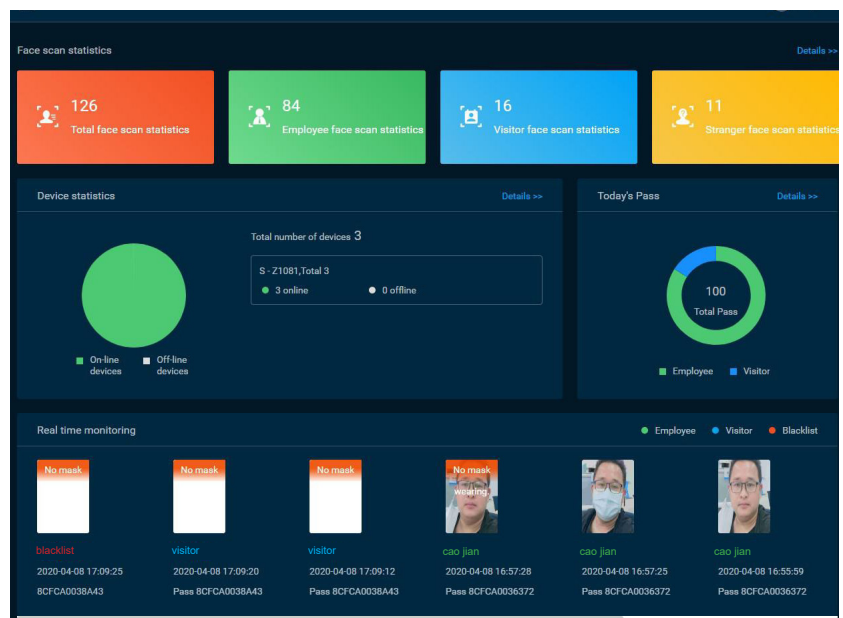 Face scan statistics
Details >>
126
Total face scan statistics
84
Employee face scan statistics
16
Visitor face scan statistics
11
Stranger face scan statistics
Device statistics
Details >>
Today's Pass
Details >>
Total number of devices 3
S - Z1081,Total 3
3 online
0 offline
On-line
devices
Off-line
devices
100
Total Pass
Employee
Visitor
Real time monitoring
Employee
Visitor
Blacklist
No mask
No mask
No mask
No mask
wearing
blacklist
visitor
visitor
cao jian
cao jian
cao jian
2020-04-08 17:09:25
2020-04-08 17:09:20
2020-04-08 17:09:12
2020-04-08 16:57:28
2020-04-08 16:57:25
2020-04-08 16:55:59
8CFCA0038A43
Pass 8CFCA0038A43
Pass 8CFCA0038A43
Pass 8CFCA0036372
Pass 8CFCA0036372
Pass 8CFCA0036372